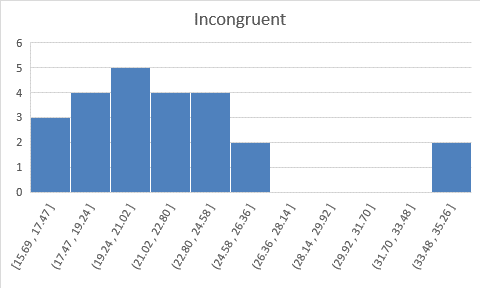 Incongruent
6
5
4
3
2
1
0
[15.69 , 17.47 ]
(17.47 , 19.24 ]
(19.24 , 21.02 ]
(21.02 , 22.80 ]
(22.80 , 24.58 ]
(24.58 , 26.36 ]
(26.36 , 28.14 ]
(28.14 , 29.92 ]
(29.92 , 31.70 ]
(31.70 , 33.48 ]
(33.48 , 35.26 ]